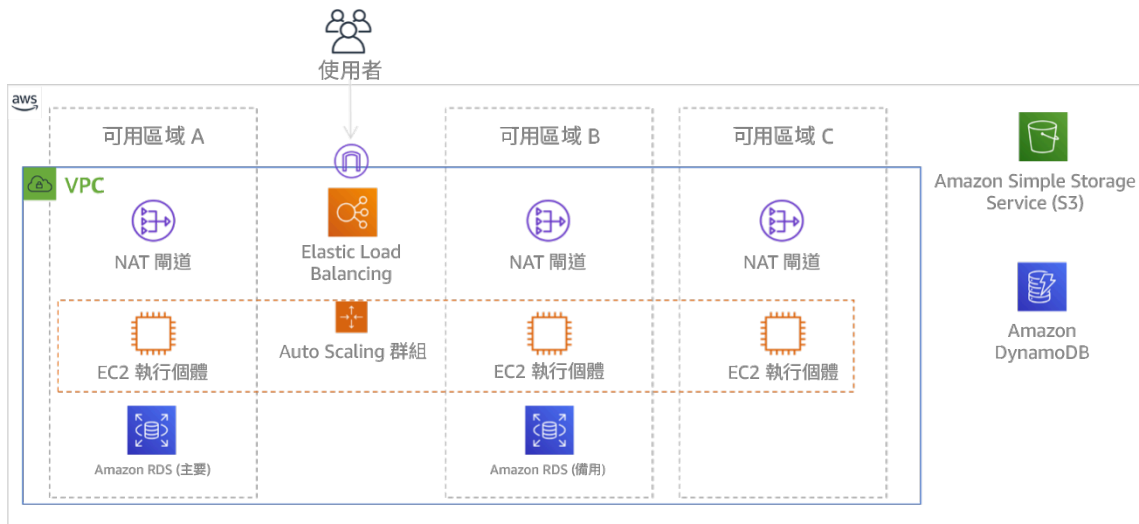 使用者
aws
可用區域 A
可用區域 B
可用區域 C
VPC
NAT 閘道
Elastic Load
Balancing
NAT 閘道
NAT 閘道
Amazon Simple Storage
Service (S3)
EC2 執行個體
Auto Scaling 群組
EC2 執行個體
EC2 執行個體
Amazon
DynamoDB
Amazon RDS (主要)
Amazon RDS (備用)